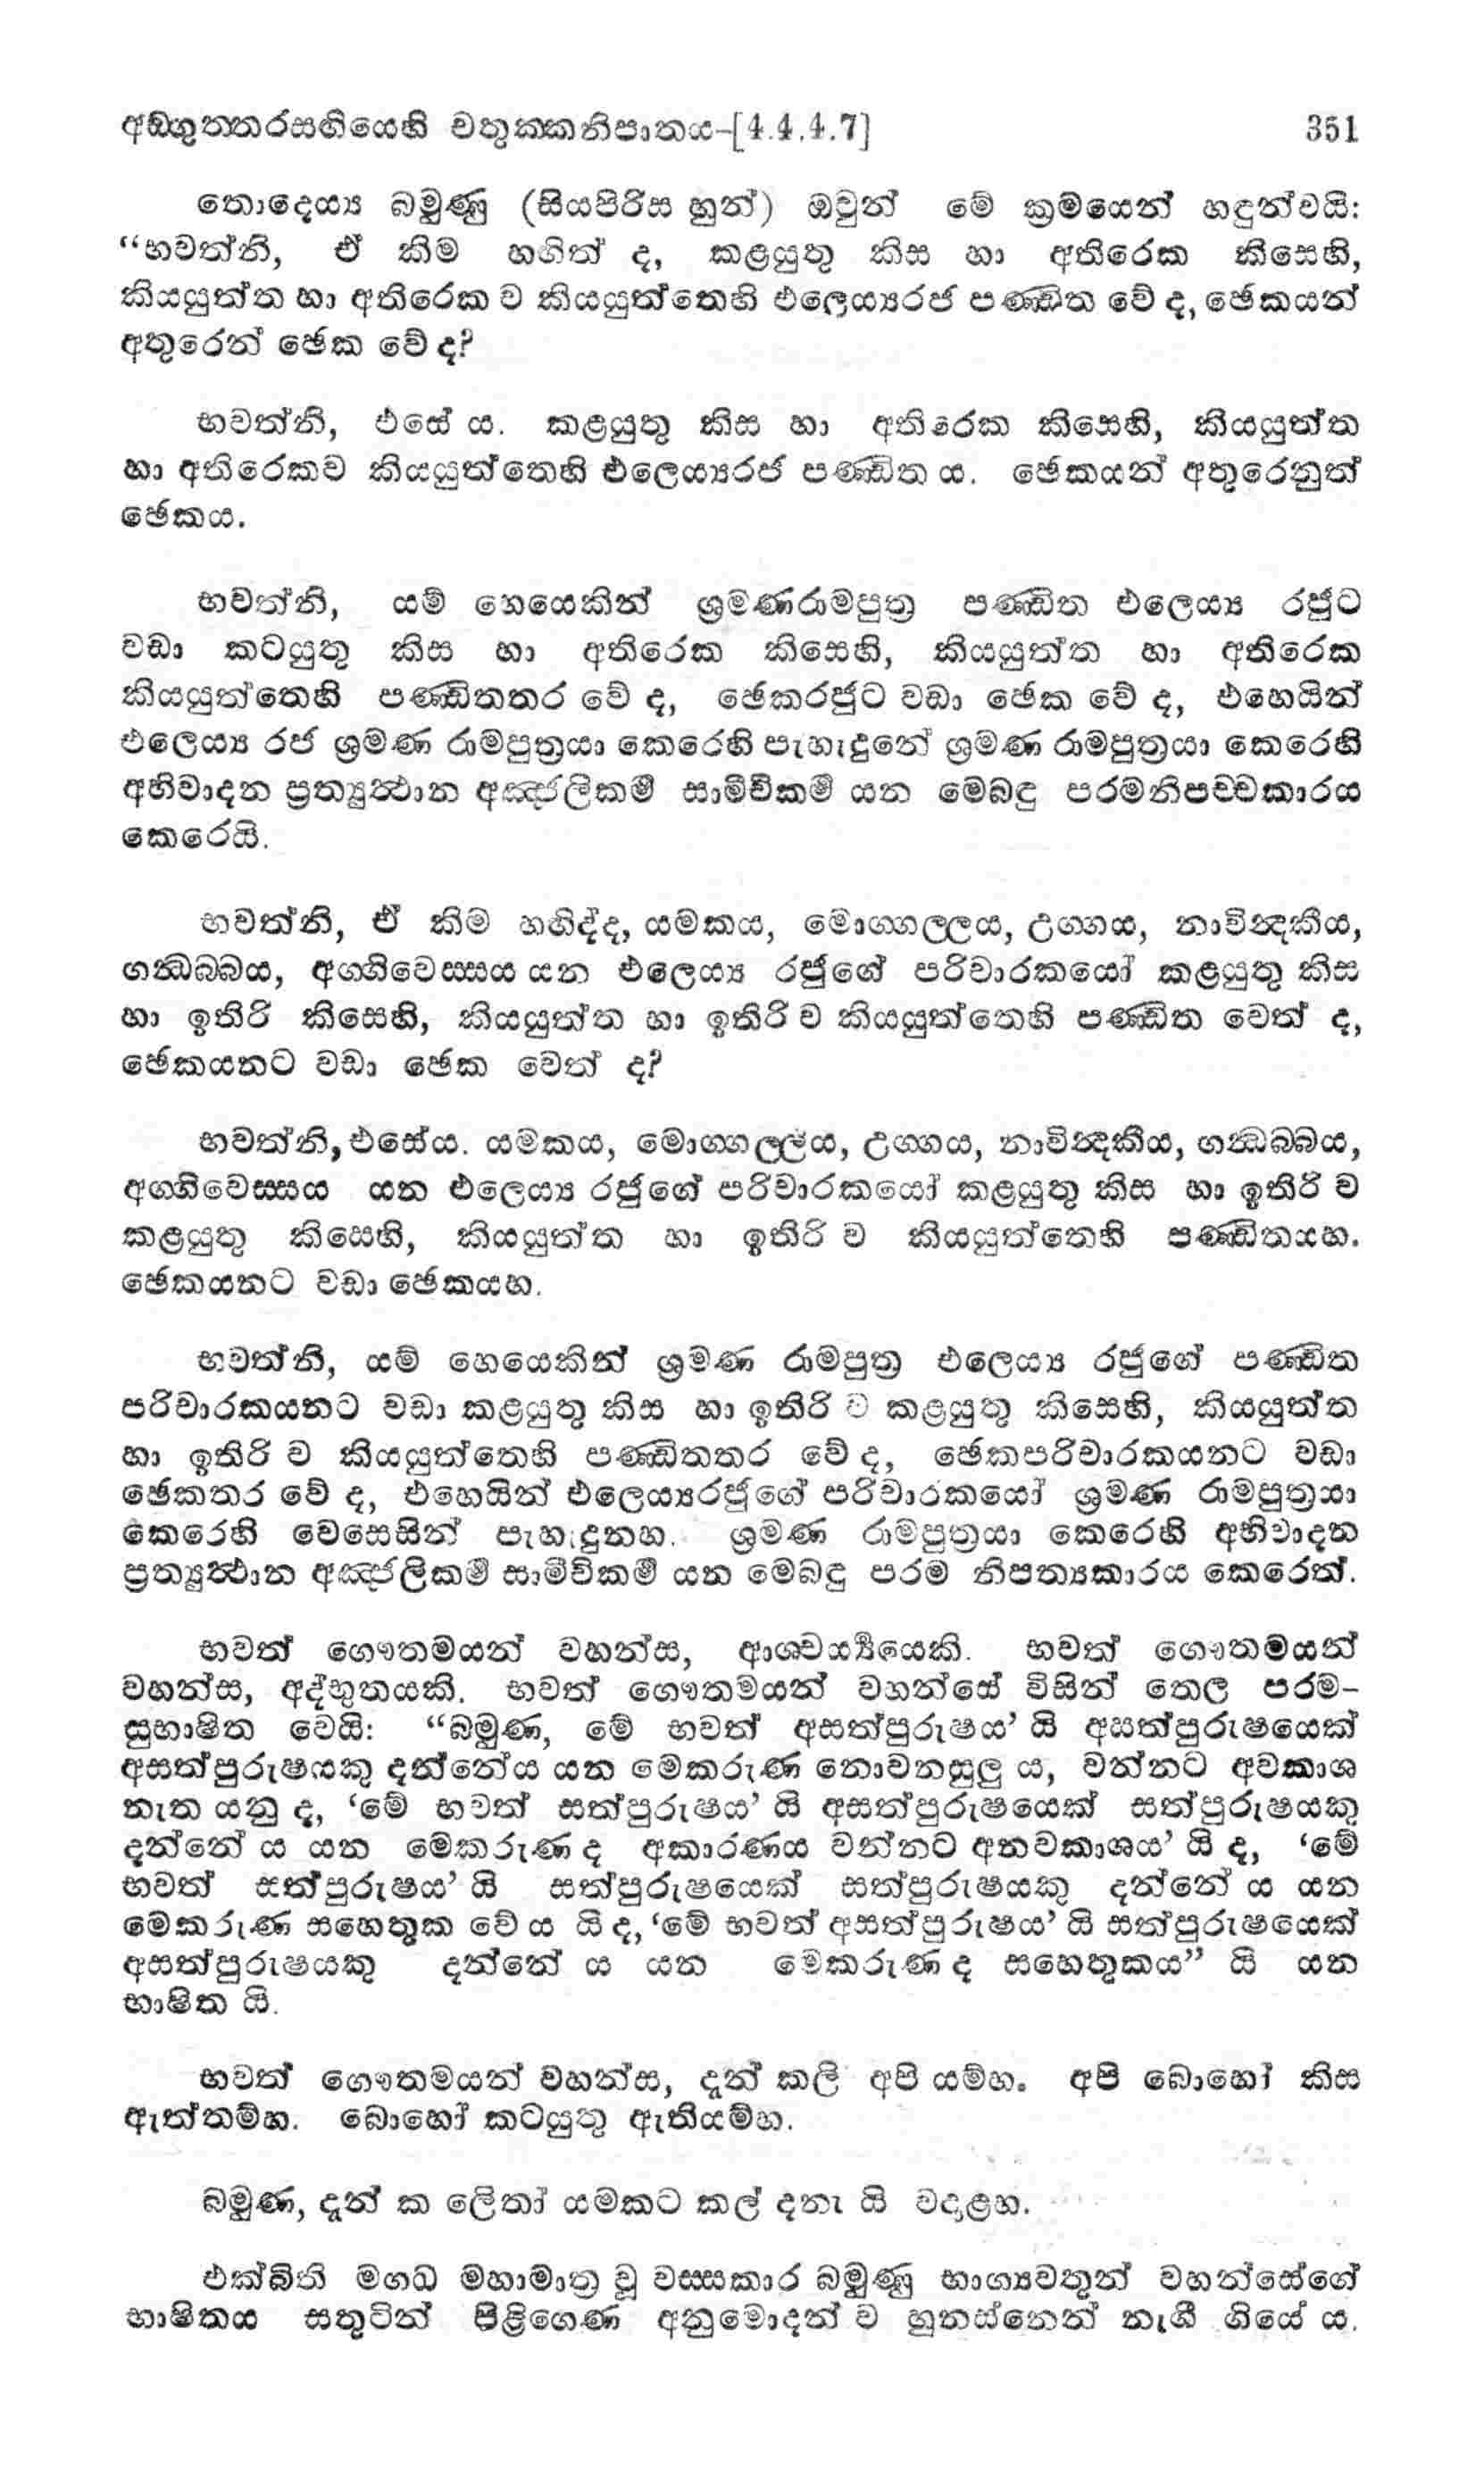 අඞ්ගුත්තරසඟියෙහි චතුක්කනිපාතය-[4.4.4.7] 351
තොදෙය්‍ය බමුණු (සියපිරිස හුන්) ඔවුන් මේ ක්‍රමයෙන් හඳුන්වයි:
“භවත්නි, ඒ කිම හඟිත් ද, කළයුතු කිස හා අතිරෙක කිසෙහි,
කියයුත්ත හා අතිරෙක ව කියයුත්තෙහි එලෙය්‍යරජ පණ්ඩිත වේ ද, ඡෙකයන්
අතුරෙන් ඡෙක වේ ද?
භවත්නි, එසේ ය. කළයුතු කිස හා අතිරෙක කිසෙහි, කියයුත්ත
හා අතිරෙකව කියයුත්තෙහි එලෙය්‍යරජ පණ්ඩිත ය. ඡෙකයන් අතුරෙනුත්
ඡෙකය.
භවත්නි, යම් හෙයෙකින් ශ්‍රමණරාමපුත්‍ර පණ්ඩිත එලෙය්‍ය රජුට
වඩා කටයුතු කිස හා අතිරෙක කිසෙහි, කියයුත්ත හා අතිරෙක
කියයුත්තෙහි පණ්ඩිතතර වේ ද, ඡෙකරජුට වඩා ඡෙක වේ ද, එහෙයින්
එලෙය්‍ය රජ ශ්‍රමණ රාමපුත්‍රයා කෙරෙහි පැහැදුනේ ශ්‍රමණ රාමපුත්‍රයා කෙරෙහි
අභිවාදන ප්‍රත්‍යුත්‍ථාන අඤ්ජලිකර්‍ම සාමීචිකර්‍ම යන මෙබඳු පරමනිපච්චකාරය
කෙරෙයි.
භවත්නි, ඒ කිම හඟිද්ද, යමකය, මොග්ගල්ලය, උග්ගය, නාවින්‍දකීය,
ගන්‍ධබ්බය, අග්ගිවෙස්සය යන එලෙය්‍ය රජුගේ පරිවාරකයෝ කළයුතු කිස
හා ඉතිරි කිසෙහි, කියයුත්ත හා ඉතිරි ව කියයුත්තෙහි පණ්ඩිත වෙත් ද,
ඡෙකයනට වඩා ඡෙක වෙත් ද?
භවත්නි, එසේය. යමකය, මොග්ගල්ලය, උග්ගය, නාවින්‍දකීය, ගන්‍ධබ්බය,
අග්ගිවෙස්සය යන එලෙය්‍ය රජුගේ පරිවාරකයෝ කළයුතු කිස හා ඉතිරි ව
කළයුතු කිසෙහි, කියයුත්ත හා ඉතිරි ව කියයුත්තෙහි පණ්ඩිතයහ.
ඡෙකයනට වඩා ඡෙකයහ.
භවත්නි, යම් හෙයෙකින් ශ්‍රමණ රාමපුත්‍ර එලෙය්‍ය රජුගේ පණ්ඩිත
පරිවාරකයනට වඩා කළයුතු කිස හා ඉතිරි ව කළයුතු කිසෙහි, කියයුත්ත
හා ඉතිරි ව කියයුත්තෙහි පණ්ඩිතතර වේ ද, ඡෙකපරිවාරකයනට වඩා
ඡෙකතර වේ ද, එහෙයින් එලෙය්‍යරජුගේ පරිවාරකයෝ ශ්‍රමණ රාමපුත්‍රයා
කෙරෙහි වෙසෙසින් පැහැදුනහ. ශ්‍රමණ රාමපුත්‍රයා කෙරෙහි අභිවාදන
ප්‍රත්‍යුත්‍ථාන අඤ්ජලිකර්‍ම සාමීචිකර්‍ම යන මෙබඳු පරම නිපත්‍යකාරය කෙරෙත්.
භවත් ගෞතමයන් වහන්ස, ආශ්චර්‍ය්‍යයෙකි. භවත් ගෞතමයන්
වහන්ස, අද්භූතයකි. භවත් ගෞතමයන් වහන්සේ විසින් තෙල පරම-
සුභාෂිත වෙයි: “බමුණ, මේ භවත් අසත්පුරුෂය’ යි අසත්පුරුෂයෙක්
අසත්පුරුෂයකු දන්නේය යන මෙකරුණ නොවනසුලු ය, වන්නට අවකාශ
නැත යනු ද, ‘මේ භවත් සත්පුරුෂය’ යි අසත්පුරුෂයෙක් සත්පුරුෂයකු
දන්නේ ය යන මෙකරුණ ද අකාරණය වන්නට අනවකාශය’ යි ද, ‘මේ
භවත් සත්පුරුෂය’ යි සත්පුරුෂයෙක් සත්පුරුෂයකු දන්නේ ය යන
මෙකරුණ සහෙතුක වේ ය යි ද, ‘මේ භවත් අසත්පුරුෂය’ යි සත්පුරුෂයෙක්
අසත්පුරුෂයකු දන්නේ ය යන මෙකරුණ ද සහෙතුකය” යි යන
භාෂිත යි.
භවත් ගෞතමයන් වහන්ස, දැන් කලි අපි යම්හ. අපි බොහෝ කිස
ඇත්තම්හ. බොහෝ කටයුතු ඇතියම්හ.
බමුණ, දැන් ක ලෙිතෝ යමකට කල් දනැ යි වදාළහ.
එක්බිති මගධ මහාමාත්‍ර වූ වස්සකාර බමුණු භාග්‍යවතුන් වහන්සේගේ
භාෂිතය සතුටින් පිළිගෙණ අනුමොදන් ව හුනස්නෙන් නැඟී ගියේ ය.